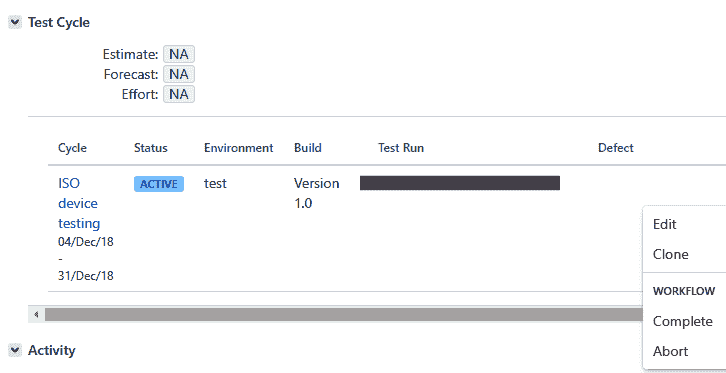 Test Cycle
Estimate: NA
Forecast: NA
Effort: NA
Cycle Status Environment Build Test Run Defect
ISO ACTIVE test Version
device 1.0
testing
04/Dec/18
-
31/Dec/18
Edit
Clone
WORKFLOW
Complete
Abort
Activity